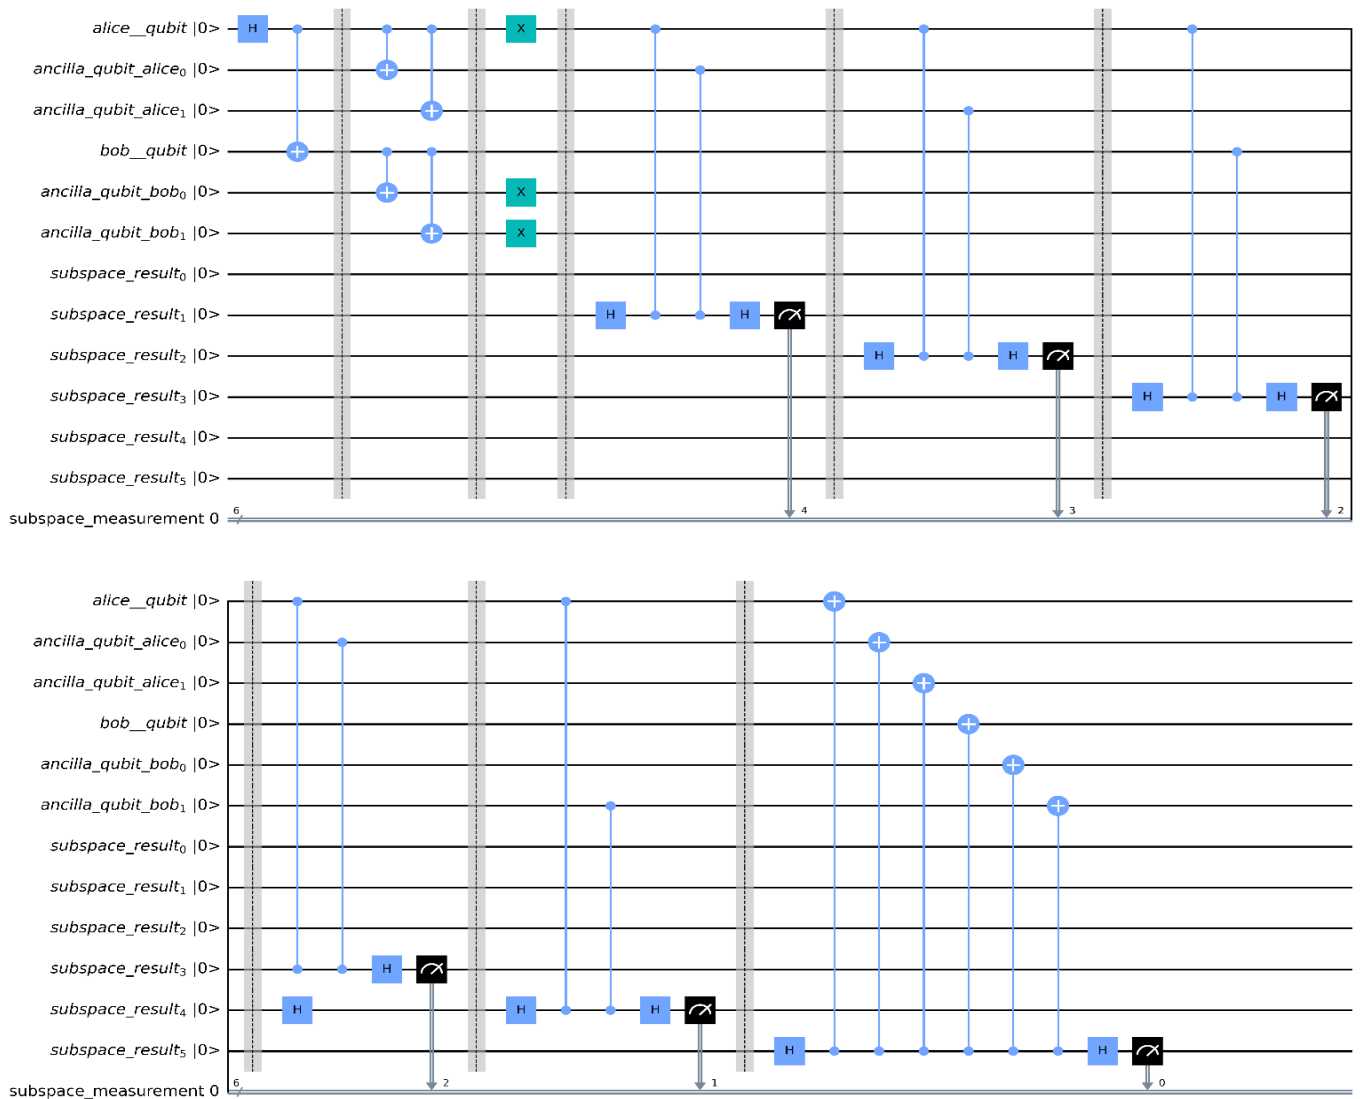 alice__qubit |0> H X
ancilla_qubit_alice0 |0>
ancilla_qubit_alice1 |0>
bob__qubit |0>
ancilla_qubit_bob0 |0> X
ancilla_qubit_bob1 |0> X
subspace_result0 |0>
subspace_result1 |0> H H
subspace_result2 |0> H H
subspace_result3 |0> H H
subspace_result4 |0>
subspace_result5 |0>
subspace_measurement 0 6 4 3 2
alice__qubit |0>
ancilla_qubit_alice0 |0>
ancilla_qubit_alice1 |0>
bob__qubit |0>
ancilla_qubit_bob0 |0>
ancilla_qubit_bob1 |0>
subspace_result0 |0>
subspace_result1 |0>
subspace_result2 |0>
subspace_result3 |0> H
subspace_result4 |0> H H H
subspace_result5 |0> H H
subspace_measurement 0 6 2 1 0